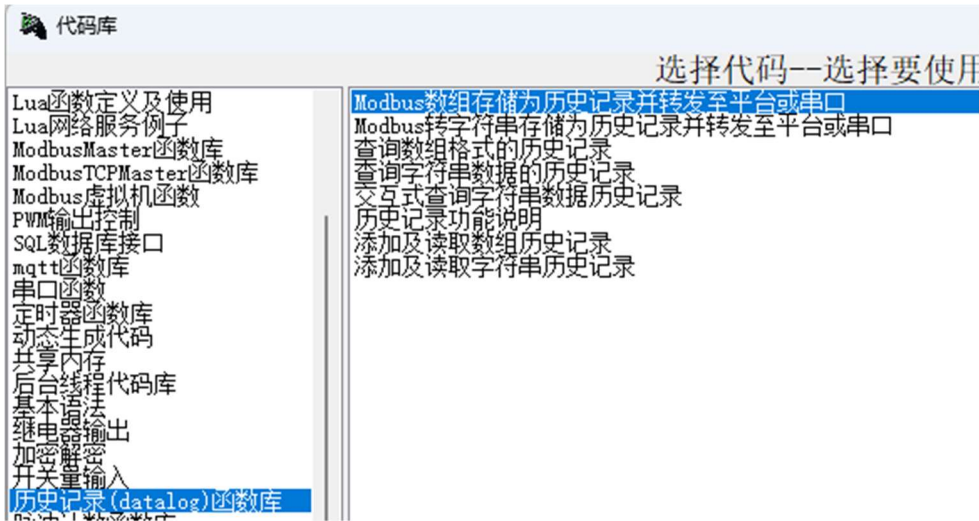 代码库
选择代码--选择要使用
Lua函数定义及使用
Lua网络服务例子
ModbusMaster函数库
ModbusTCPMaster函数库
Modbus虚拟机函数
PWM输出控制
SQL数据库接口
mqtt函数库
串口函数
定时器函数库
动态生成代码
共享内存
后台线程代码库
基本语法
继电器输出
加密解密
开关量输入
历史记录(datalog)函数库
Modbus数组存储为历史记录并转发至平台或串口
Modbus转字符串存储为历史记录并转发至平台或串口
查询数组格式的历史记录
查询字符串数据的历史记录
交互式查询字符串数据历史记录
历史记录功能说明
添加及读取数组历史记录
添加及读取字符串历史记录